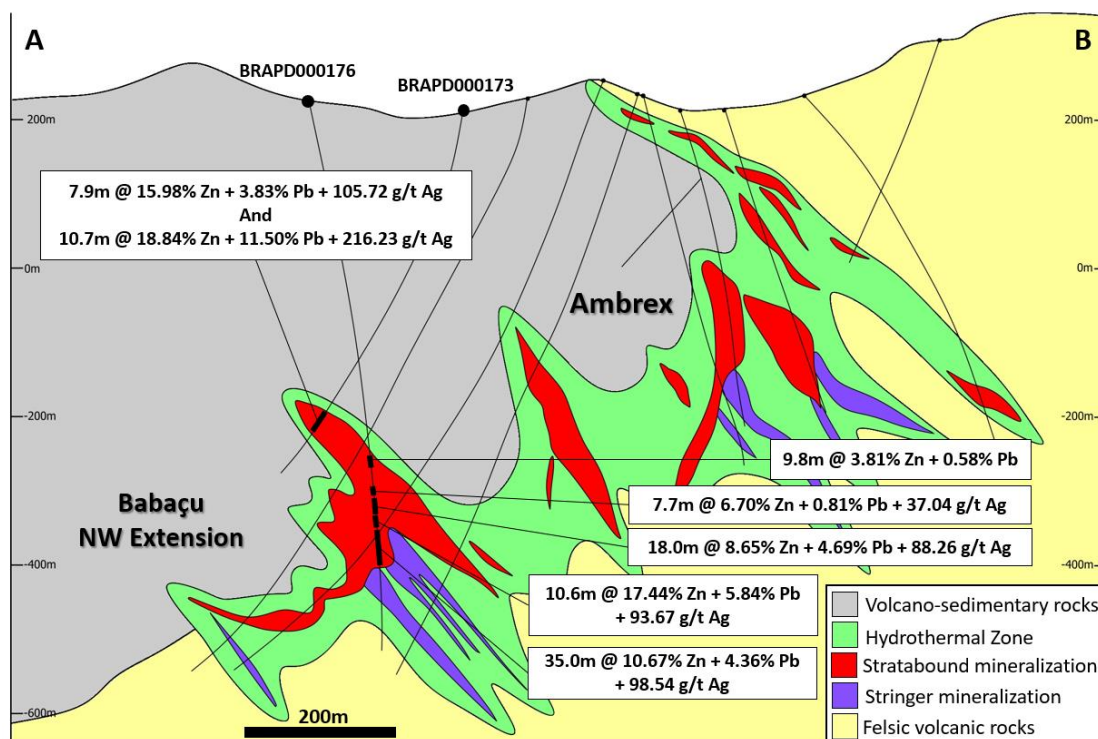 A
B
BRAPD000176
BRAPD000173
200m
200m
7.9m @ 15.98% Zn + 3.83% Pb + 105.72 g/t Ag
And
10.7m @ 18.84% Zn + 11.50% Pb + 216.23 g/t Ag
0m
0m
Ambrex
-200m
-200m
9.8m @ 3.81% Zn + 0.58% Pb
7.7m @ 6.70% Zn + 0.81% Pb + 37.04 g/t Ag
Babaçu
NW Extension
18.0m @ 8.65% Zn + 4.69% Pb + 88.26 g/t Ag
-400m
-400m
10.6m @ 17.44% Zn + 5.84% Pb
+ 93.67 g/t Ag
35.0m @ 10.67% Zn + 4.36% Pb
+ 98.54 g/t Ag
Volcano-sedimentary rocks
Hydrothermal Zone
Stratabound mineralization
Stringer mineralization
Felsic volcanic rocks
-600m
200m